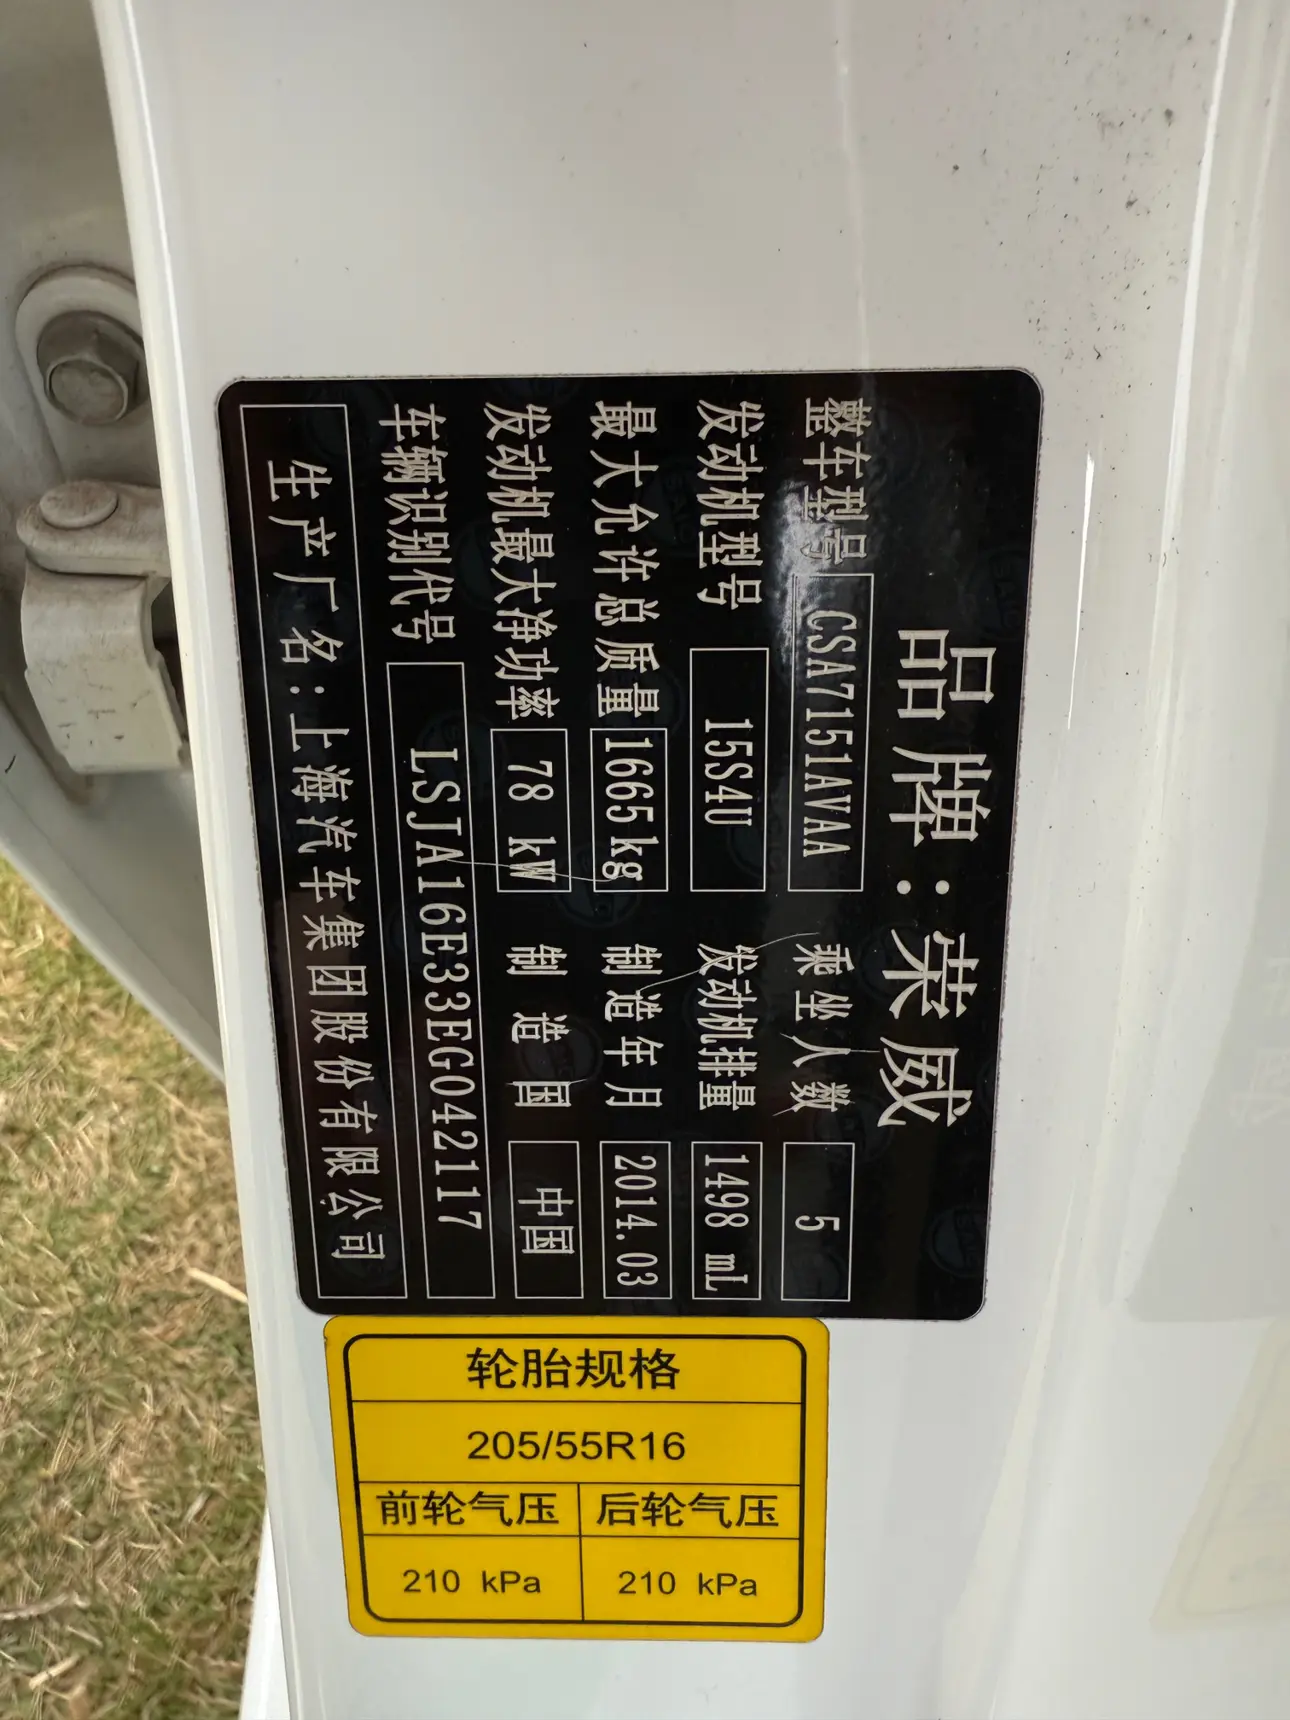 品牌：荣威
整车型号 CSA7151AVAA 乘坐人数 5
发动机型号 15S4U 发动机排量 1498 mL
最大允许总质量 1665kg 制造年月 2014.03
发动机最大净功率 78 kW 制造国 中国
车辆识别代号 LSJA16E33EG042117
生产厂名：上海汽车集团股份有限公司
轮胎规格
205/55R16
前轮气压 后轮气压
210 kPa 210 kPa